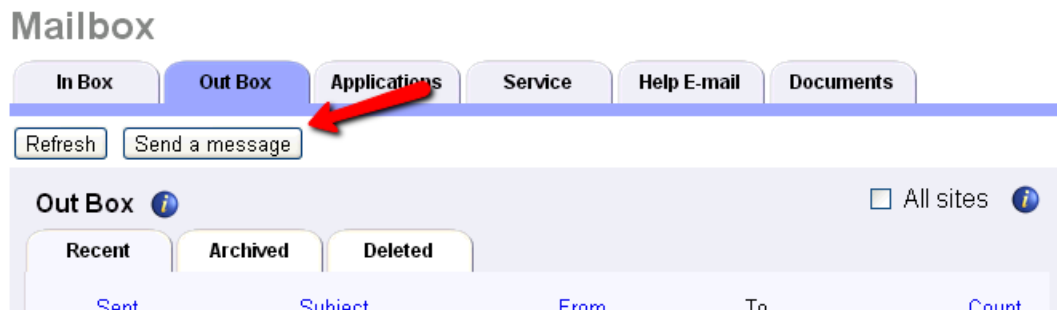 Mailbox
In Box Out Box Applications Service Help E-mail Documents
Refresh Send a message
Out Box All sites
Recent Archived Deleted
Sent Subject From To Count